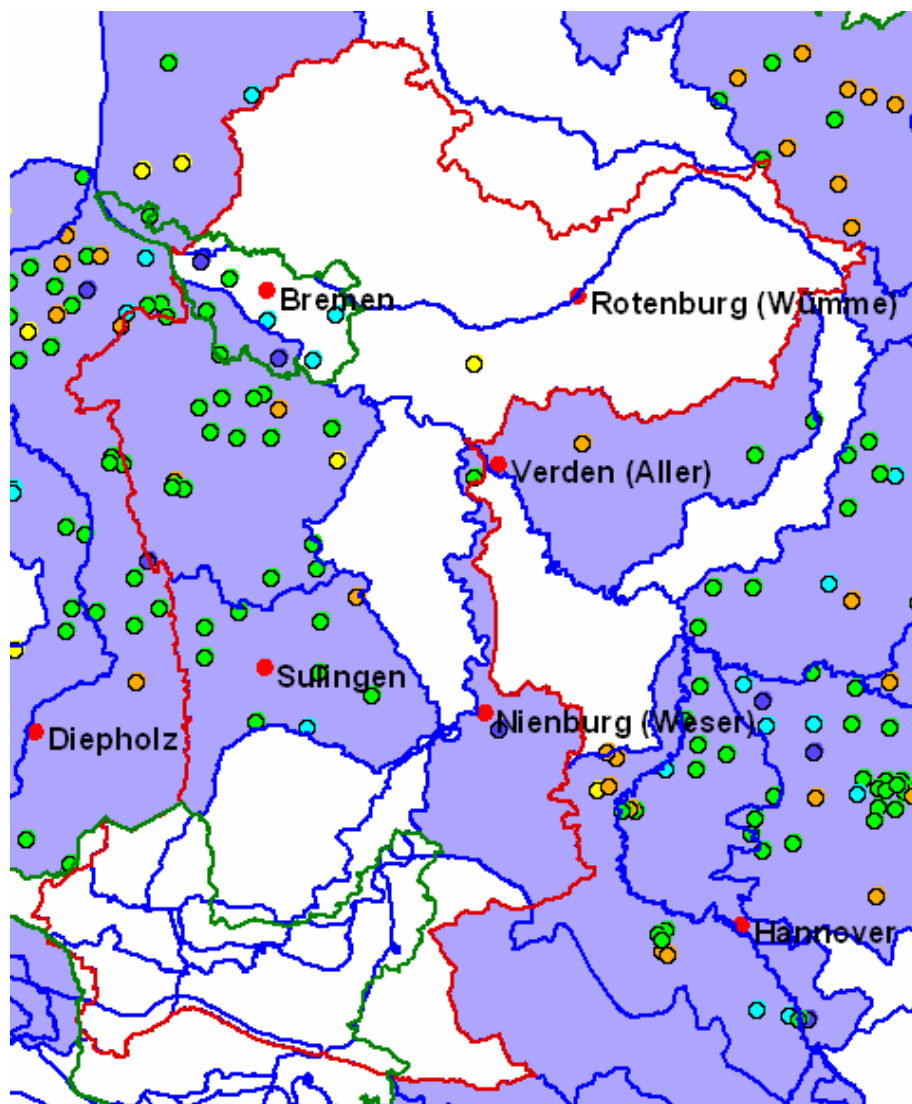 Bremen
Rotenburg (Wümme)
Verden (Aller)
Sulingen
Nienburg (Weser)
Diepholz
Hannover